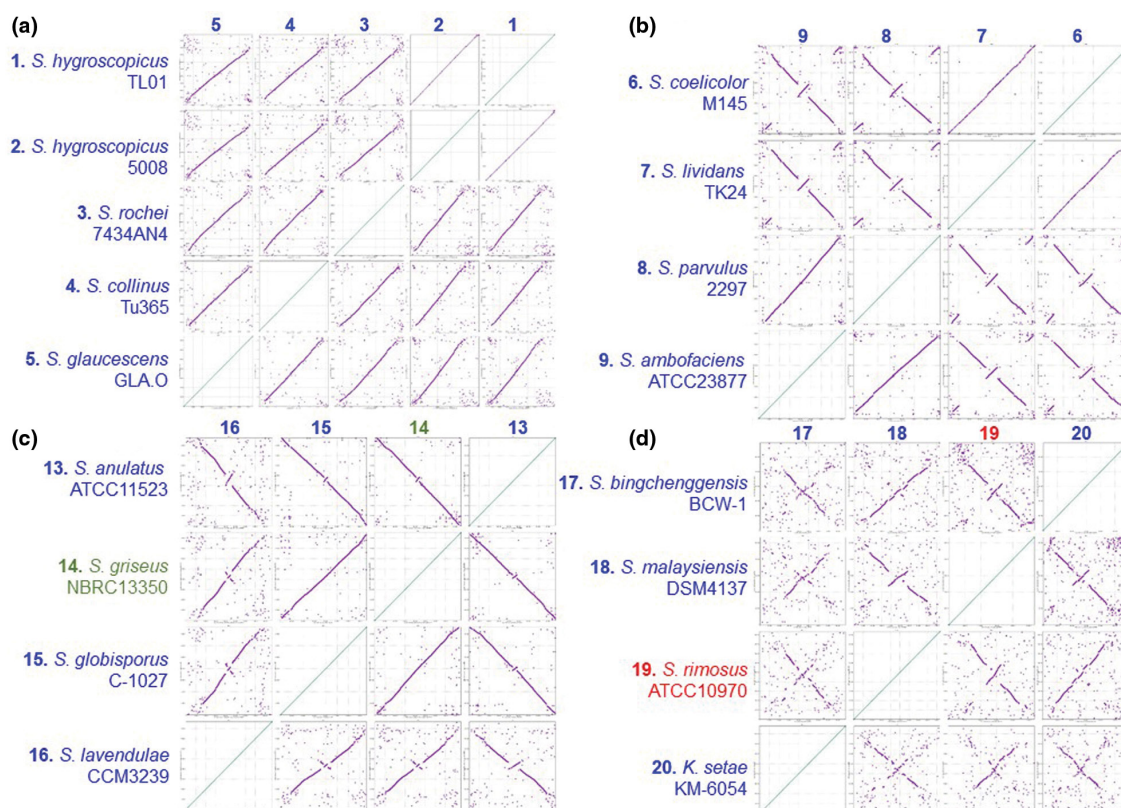 (a)
5 4 3 2 1
1. S. hygroscopicus
TL01
2. S. hygroscopicus
5008
3. S. rochei
7434AN4
4. S. collinus
Tu365
5. S. glaucescens
GLA.O
(b)
9 8 7 6
6. S. coelicolor
M145
7. S. lividans
TK24
8. S. parvulus
2297
9. S. ambofaciens
ATCC23877
(c)
16 15 14 13
13. S. anulatus
ATCC11523
14. S. griseus
NBRC13350
15. S. globisporus
C-1027
16. S. lavendulae
CCM3239
(d)
17 18 19 20
17. S. bingchenggensis
BCW-1
18. S. malaysiensis
DSM4137
19. S. rimosus
ATCC10970
20. K. setae
KM-6054